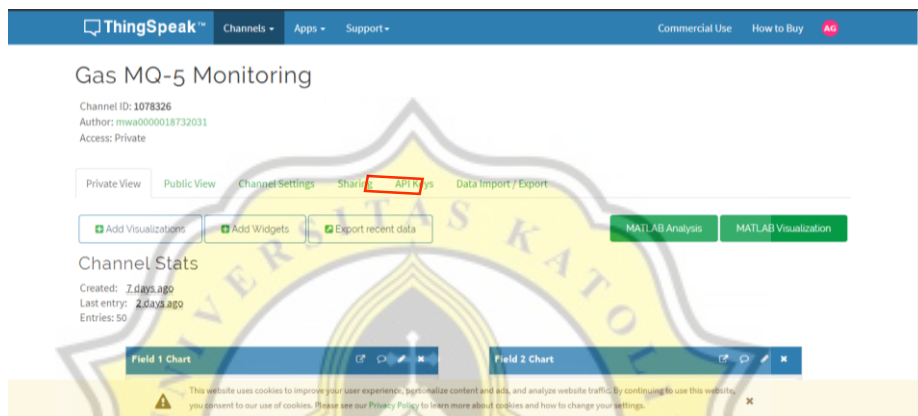 ThingSpeak™ Channels Apps Support Commercial Use How to Buy AG
Gas MQ-5 Monitoring
Channel ID: 1078326
Author: mwa0000018732031
Access: Private
Private View Public View Channel Settings Sharing API Keys Data Import / Export
Add Visualizations Add Widgets Export recent data MATLAB Analysis MATLAB Visualization
Channel Stats
Created: 7 days ago
Last entry: 2 days ago
Entries: 50
Field 1 Chart Field 2 Chart
This website uses cookies to improve your user experience, personalize content and ads, and analyze website traffic. By continuing to use this website,
you consent to our use of cookies. Please see our Privacy Policy to learn more about cookies and how to change your settings.
VERSITAS KATOL